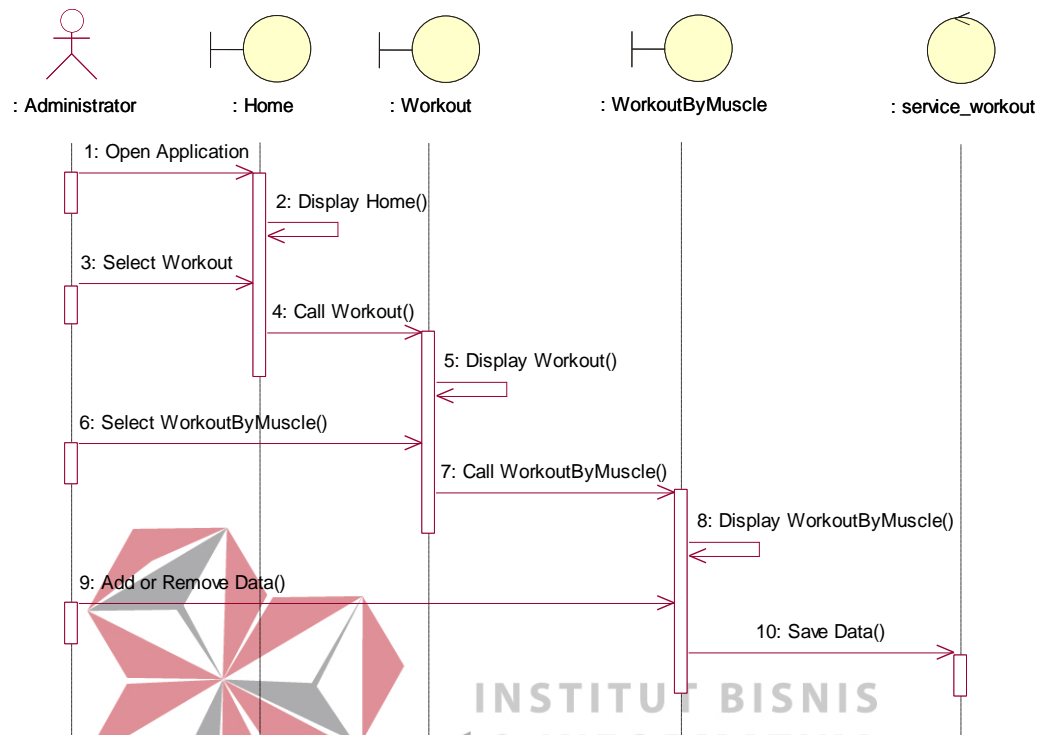 : Administrator
: Home
: Workout
: WorkoutByMuscle
: service_workout
1: Open Application
2: Display Home()
3: Select Workout
4: Call Workout()
5: Display Workout()
6: Select WorkoutByMuscle()
7: Call WorkoutByMuscle()
8: Display WorkoutByMuscle()
9: Add or Remove Data()
10: Save Data()
INSTITUT BISNIS